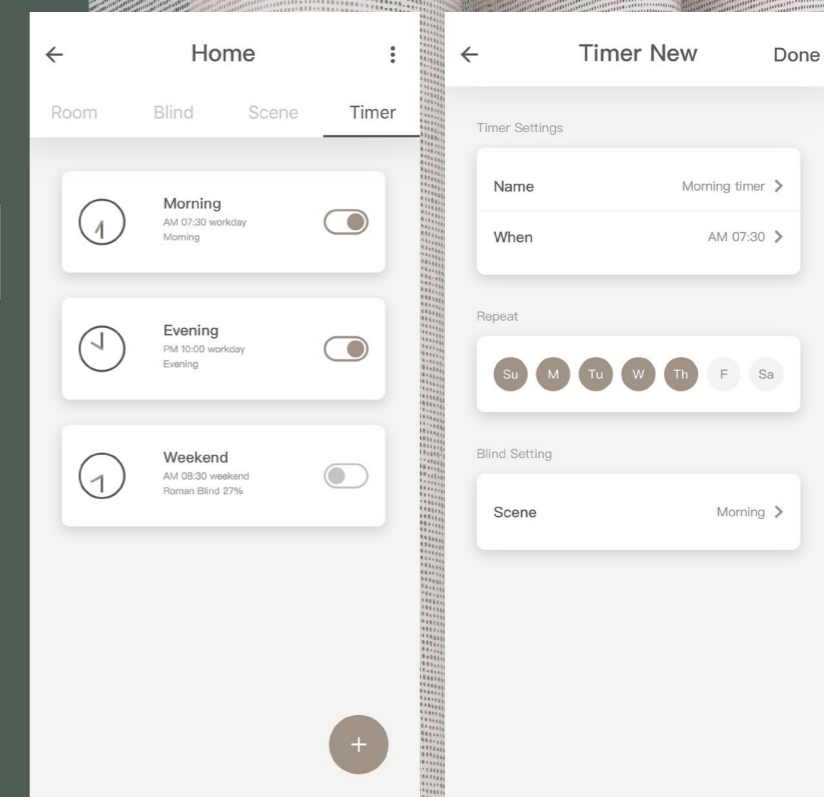 Home
Room Blind Scene Timer
Morning
AM 07:30 workday
Morning
Evening
PM 10:00 workday
Evening
Weekend
AM 08:30 weekend
Roman Blind 27%
+
Timer New Done
Timer Settings
Name Morning timer
When AM 07:30
Repeat
Su M Tu W Th F Sa
Blind Setting
Scene Morning